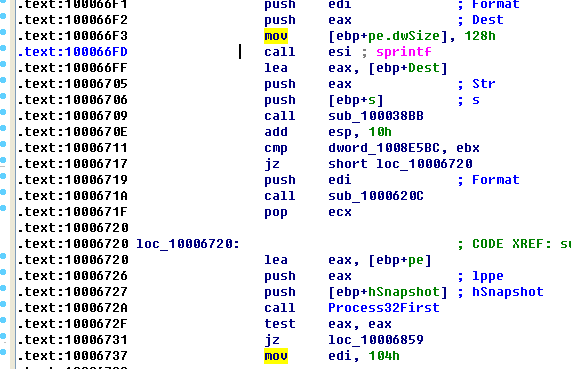 .text:100066F1 push edi ; Format
.text:100066F2 push eax ; Dest
.text:100066F3 mov [ebp+pe.dwSize], 128h
.text:100066FD call esi ; sprintf
.text:100066FF lea eax, [ebp+Dest]
.text:10006705 push eax ; Str
.text:10006706 push [ebp+s] ; s
.text:10006709 call sub_100038BB
.text:1000670E add esp, 10h
.text:10006711 cmp dword_1008E5BC, ebx
.text:10006717 jz short loc_10006720
.text:10006719 push edi ; Format
.text:1000671A call sub_1000620C
.text:1000671F pop ecx
.text:10006720
.text:10006720 loc_10006720: ; CODE XREF: su
.text:10006720 lea eax, [ebp+pe]
.text:10006726 push eax ; lppe
.text:10006727 push [ebp+hSnapshot] ; hSnapshot
.text:1000672A call Process32First
.text:1000672F test eax, eax
.text:10006731 jz loc_10006859
.text:10006737 mov edi, 104h